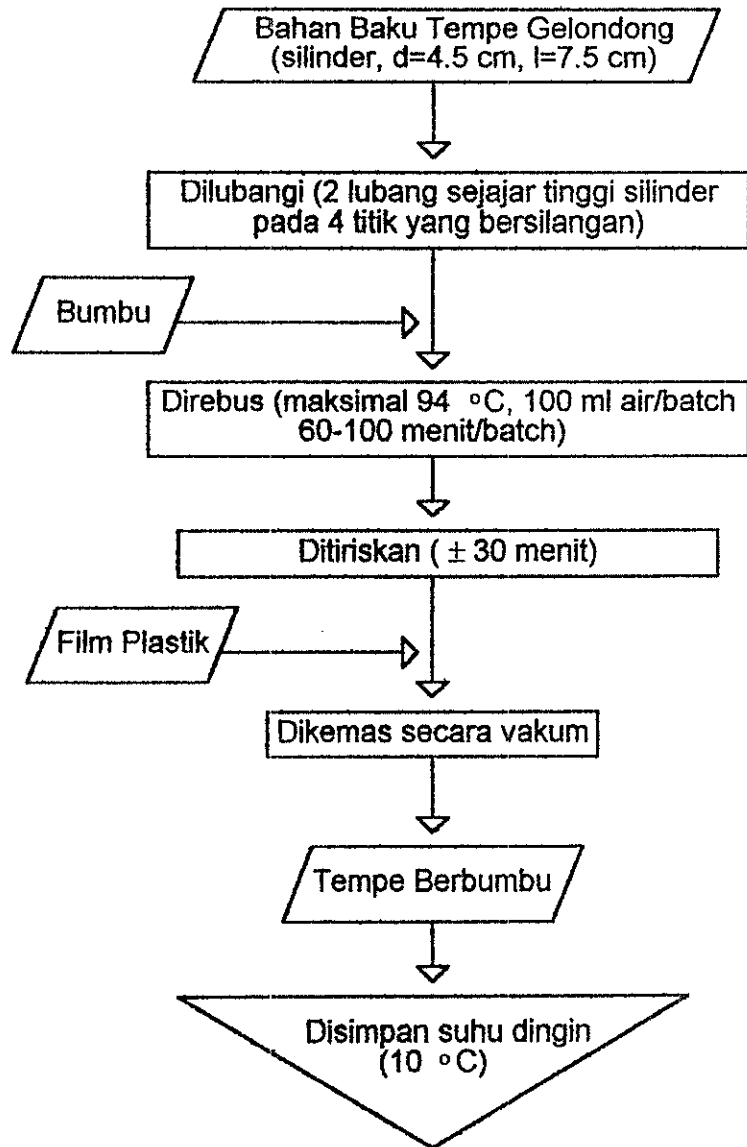 Bahan Baku Tempe Gelondong
(silinder, d=4.5 cm, l=7.5 cm)
Dilubangi (2 lubang sejajar tinggi silinder
pada 4 titik yang bersilangan)
Bumbu
Direbus (maksimal 94 °C, 100 ml air/batch
60-100 menit/batch)
Ditiriskan ( ± 30 menit)
Film Plastik
Dikemas secara vakum
Tempe Berbumbu
Disimpan suhu dingin
(10 °C)